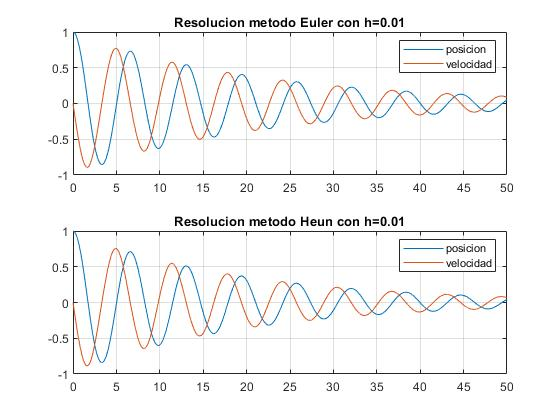 Resolucion metodo Euler con h=0.01
1
0.5
0
-0.5
-1
posicion
velocidad
0 5 10 15 20 25 30 35 40 45 50
Resolucion metodo Heun con h=0.01
1
0.5
0
-0.5
-1
posicion
velocidad
0 5 10 15 20 25 30 35 40 45 50